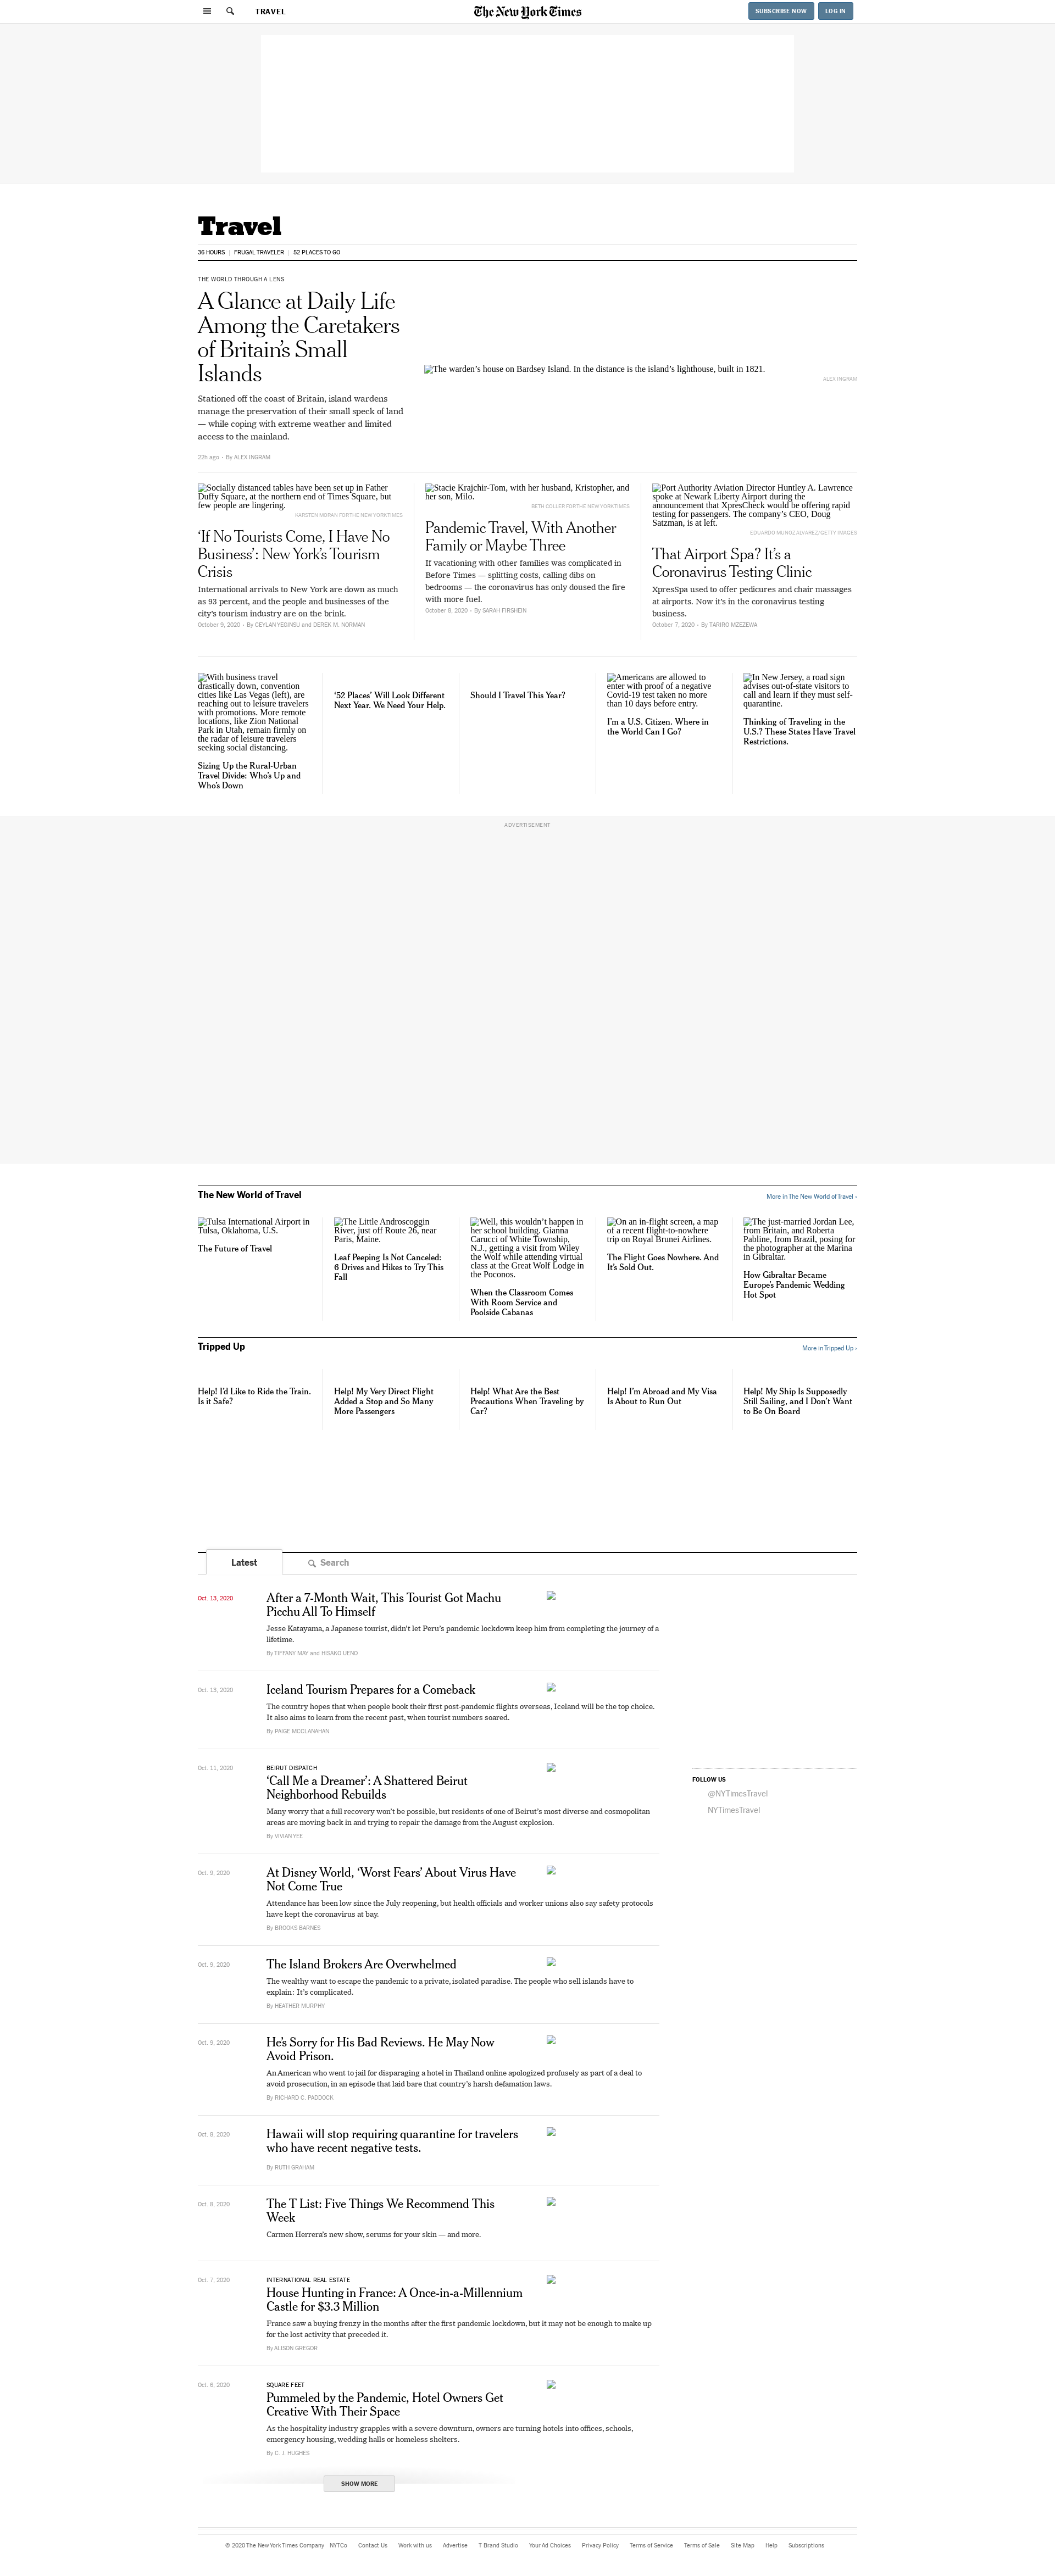 TRAVEL
The New York Times
SUBSCRIBE NOW
LOG IN
Travel
36 HOURS
FRUGAL TRAVELER
52 PLACES TO GO
THE WORLD THROUGH A LENS
A Glance at Daily Life
Among the Caretakers
of Britain’s Small
Islands
Stationed off the coast of Britain, island wardens
manage the preservation of their small speck of land
— while coping with extreme weather and limited
access to the mainland.
22h ago - By ALEX INGRAM
The warden’s house on Bardsey Island. In the distance is the island’s lighthouse, built in 1821.
ALEX INGRAM
Socially distanced tables have been set up in Father
Duffy Square, at the northern end of Times Square, but
few people are lingering.
KARSTEN MORAN FOR THE NEW YORK TIMES
‘If No Tourists Come, I Have No
Business’: New York’s Tourism
Crisis
International arrivals to New York are down as much
as 93 percent, and the people and businesses of the
city’s tourism industry are on the brink.
October 9, 2020 - By CEYLAN YEGINSU and DEREK M. NORMAN
Stacie Krajchir-Tom, with her husband, Kristopher, and
her son, Milo.
BETH COLLER FOR THE NEW YORK TIMES
Pandemic Travel, With Another
Family or Maybe Three
If vacationing with other families was complicated in
Before Times — splitting costs, calling dibs on
bedrooms — the coronavirus has only doused the fire
with more fuel.
October 8, 2020 - By SARAH FIRSHEIN
Port Authority Aviation Director Huntley A. Lawrence
spoke at Newark Liberty Airport during the
announcement that XpresCheck would be offering rapid
testing for passengers. The company’s CEO, Doug
Satzman, is at left.
EDUARDO MUNOZ ALVAREZ/GETTY IMAGES
That Airport Spa? It’s a
Coronavirus Testing Clinic
XpresSpa used to offer pedicures and chair massages
at airports. Now it’s in the coronavirus testing
business.
October 7, 2020 - By TARIRO MZEZEWA
With business travel
drastically down, convention
cities like Las Vegas (left), are
reaching out to leisure travelers
with promotions. More remote
locations, like Zion National
Park in Utah, remain firmly on
the radar of leisure travelers
seeking social distancing.
Sizing Up the Rural-Urban
Travel Divide: Who’s Up and
Who’s Down
‘52 Places’ Will Look Different
Next Year. We Need Your Help.
Should I Travel This Year?
Americans are allowed to
enter with proof of a negative
Covid-19 test taken no more
than 10 days before entry.
I’m a U.S. Citizen. Where in
the World Can I Go?
In New Jersey, a road sign
advises out-of-state visitors to
call and learn if they must self-
quarantine.
Thinking of Traveling in the
U.S.? These States Have Travel
Restrictions.
ADVERTISEMENT
The New World of Travel
More in The New World of Travel ›
Tulsa International Airport in
Tulsa, Oklahoma, U.S.
The Future of Travel
The Little Androscoggin
River, just off Route 26, near
Paris, Maine.
Leaf Peeping Is Not Canceled:
6 Drives and Hikes to Try This
Fall
Well, this wouldn’t happen in
her school building. Gianna
Carucci of White Township,
N.J., getting a visit from Wiley
the Wolf while attending virtual
class at the Great Wolf Lodge in
the Poconos.
When the Classroom Comes
With Room Service and
Poolside Cabanas
On an in-flight screen, a map
of a recent flight-to-nowhere
trip on Royal Brunei Airlines.
The Flight Goes Nowhere. And
It’s Sold Out.
The just-married Jordan Lee,
from Britain, and Roberta
Pabline, from Brazil, posing for
the photographer at the Marina
in Gibraltar.
How Gibraltar Became
Europe’s Pandemic Wedding
Hot Spot
Tripped Up
More in Tripped Up ›
Help! I’d Like to Ride the Train.
Is it Safe?
Help! My Very Direct Flight
Added a Stop and So Many
More Passengers
Help! What Are the Best
Precautions When Traveling by
Car?
Help! I’m Abroad and My Visa
Is About to Run Out
Help! My Ship Is Supposedly
Still Sailing, and I Don’t Want
to Be On Board
Latest
Search
Oct. 13, 2020
After a 7-Month Wait, This Tourist Got Machu
Picchu All To Himself
Jesse Katayama, a Japanese tourist, didn’t let Peru’s pandemic lockdown keep him from completing the journey of a
lifetime.
By TIFFANY MAY and HISAKO UENO
Oct. 13, 2020
Iceland Tourism Prepares for a Comeback
The country hopes that when people book their first post-pandemic flights overseas, Iceland will be the top choice.
It also aims to learn from the recent past, when tourist numbers soared.
By PAIGE MCCLANAHAN
Oct. 11, 2020
BEIRUT DISPATCH
‘Call Me a Dreamer’: A Shattered Beirut
Neighborhood Rebuilds
Many worry that a full recovery won’t be possible, but residents of one of Beirut’s most diverse and cosmopolitan
areas are moving back in and trying to repair the damage from the August explosion.
By VIVIAN YEE
FOLLOW US
@NYTimesTravel
NYTimesTravel
Oct. 9, 2020
At Disney World, ‘Worst Fears’ About Virus Have
Not Come True
Attendance has been low since the July reopening, but health officials and worker unions also say safety protocols
have kept the coronavirus at bay.
By BROOKS BARNES
Oct. 9, 2020
The Island Brokers Are Overwhelmed
The wealthy want to escape the pandemic to a private, isolated paradise. The people who sell islands have to
explain: It’s complicated.
By HEATHER MURPHY
Oct. 9, 2020
He’s Sorry for His Bad Reviews. He May Now
Avoid Prison.
An American who went to jail for disparaging a hotel in Thailand online apologized profusely as part of a deal to
avoid prosecution, in an episode that laid bare that country’s harsh defamation laws.
By RICHARD C. PADDOCK
Oct. 8, 2020
Hawaii will stop requiring quarantine for travelers
who have recent negative tests.
By RUTH GRAHAM
Oct. 8, 2020
The T List: Five Things We Recommend This
Week
Carmen Herrera’s new show, serums for your skin — and more.
Oct. 7, 2020
INTERNATIONAL REAL ESTATE
House Hunting in France: A Once-in-a-Millennium
Castle for $3.3 Million
France saw a buying frenzy in the months after the first pandemic lockdown, but it may not be enough to make up
for the lost activity that preceded it.
By ALISON GREGOR
Oct. 6, 2020
SQUARE FEET
Pummeled by the Pandemic, Hotel Owners Get
Creative With Their Space
As the hospitality industry grapples with a severe downturn, owners are turning hotels into offices, schools,
emergency housing, wedding halls or homeless shelters.
By C. J. HUGHES
SHOW MORE
© 2020 The New York Times Company NYTCo Contact Us Work with us Advertise T Brand Studio Your Ad Choices Privacy Policy Terms of Service Terms of Sale Site Map Help Subscriptions